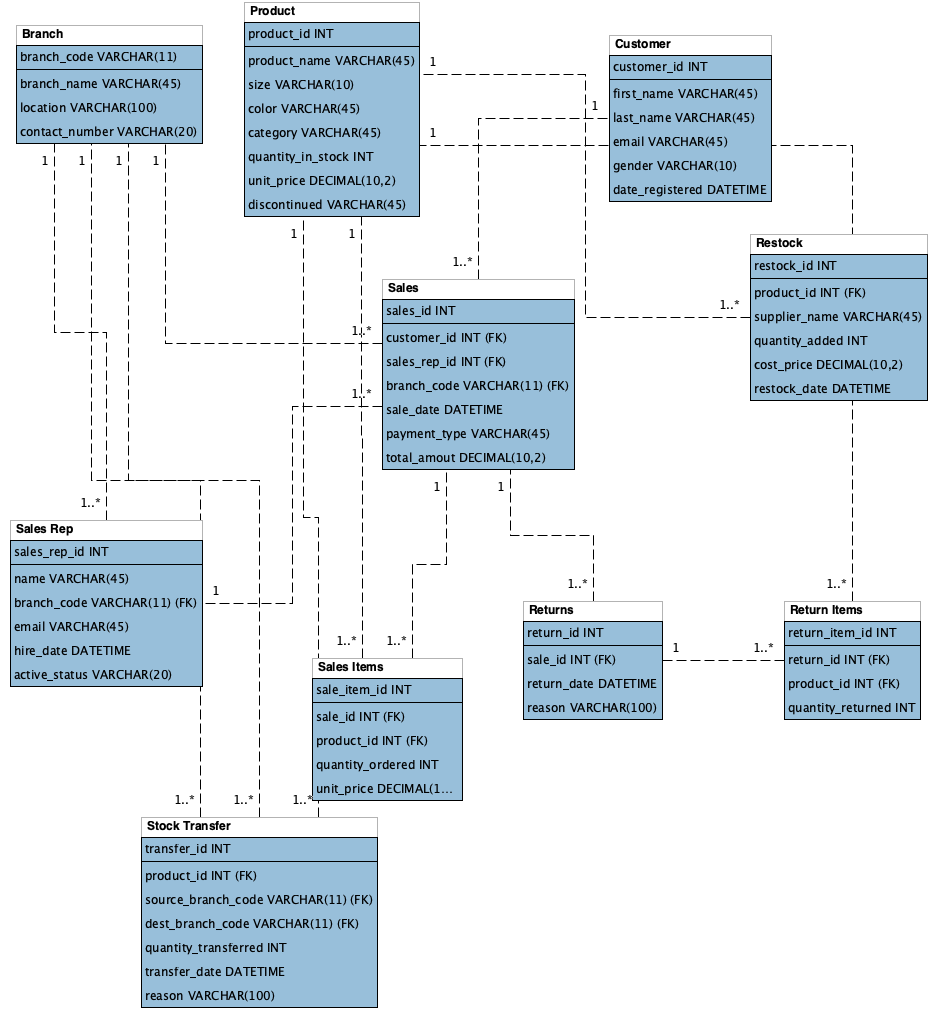 Branch
branch_code VARCHAR(11)
branch_name VARCHAR(45)
location VARCHAR(100)
contact_number VARCHAR(20)
1
1
1
1
Product
product_id INT
product_name VARCHAR(45)
size VARCHAR(10)
color VARCHAR(45)
category VARCHAR(45)
quantity_in_stock INT
unit_price DECIMAL(10,2)
discontinued VARCHAR(45)
1
1
1
1
Customer
customer_id INT
first_name VARCHAR(45)
last_name VARCHAR(45)
email VARCHAR(45)
gender VARCHAR(10)
date_registered DATETIME
1
1..*
Restock
restock_id INT
product_id INT (FK)
supplier_name VARCHAR(45)
quantity_added INT
cost_price DECIMAL(10,2)
restock_date DATETIME
1..*
Sales
sales_id INT
customer_id INT (FK)
sales_rep_id INT (FK)
branch_code VARCHAR(11) (FK)
sale_date DATETIME
payment_type VARCHAR(45)
total_amout DECIMAL(10,2)
1..*
1..*
1
1
1..*
Sales Rep
sales_rep_id INT
name VARCHAR(45)
branch_code VARCHAR(11) (FK)
email VARCHAR(45)
hire_date DATETIME
active_status VARCHAR(20)
1
1..*
1..*
Sales Items
sale_item_id INT
sale_id INT (FK)
product_id INT (FK)
quantity_ordered INT
unit_price DECIMAL(1...
1..*
Returns
return_id INT
sale_id INT (FK)
return_date DATETIME
reason VARCHAR(100)
1
1..*
1..*
Return Items
return_item_id INT
return_id INT (FK)
product_id INT (FK)
quantity_returned INT
1..*
1..*
1..*
Stock Transfer
transfer_id INT
product_id INT (FK)
source_branch_code VARCHAR(11) (FK)
dest_branch_code VARCHAR(11) (FK)
quantity_transferred INT
transfer_date DATETIME
reason VARCHAR(100)